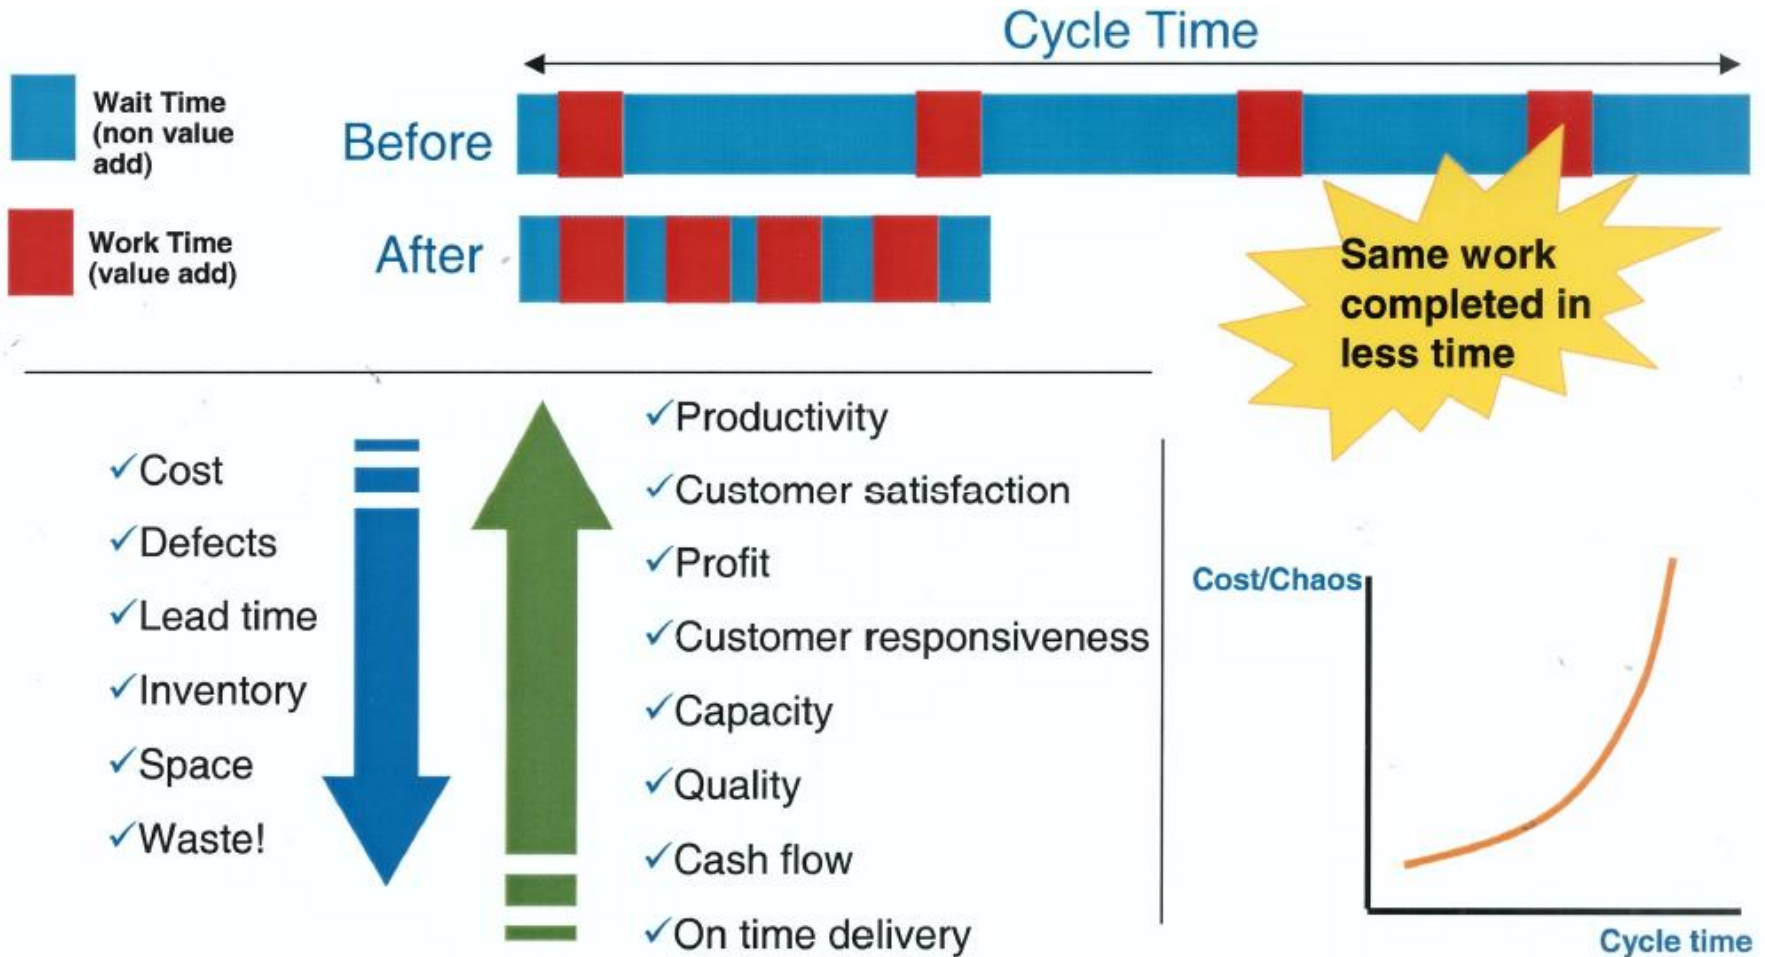 Cycle Time
Wait Time
(non value
add)
Before
Work Time
(value add)
After
Same work
completed in
less time
✓Cost
✓Defects
✓Lead time
✓Inventory
✓Space
✓Waste!
✓Productivity
✓Customer satisfaction
✓Profit
✓Customer responsiveness
✓Capacity
✓Quality
✓Cash flow
✓On time delivery
Cost/Chaos
Cycle time